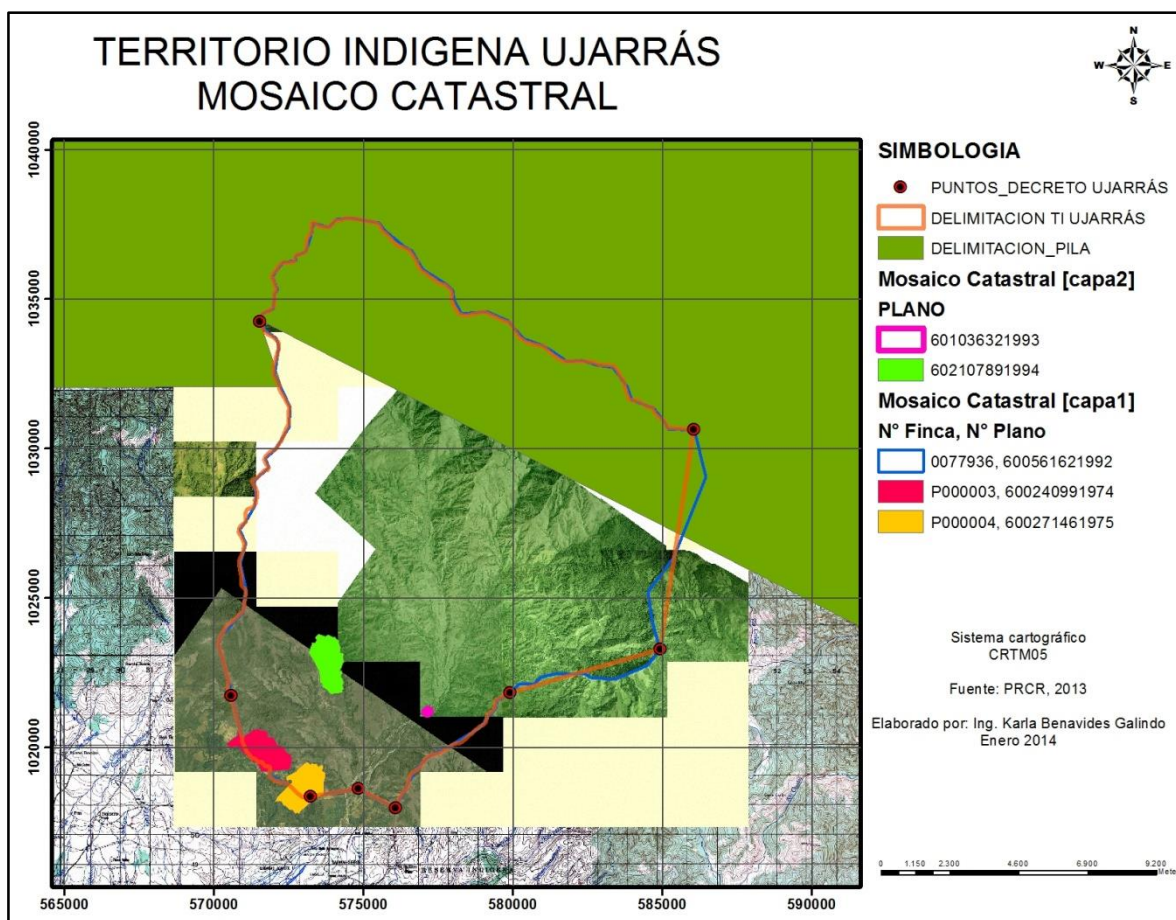 TERRITORIO INDIGENA UJARRÁS
MOSAICO CATASTRAL
N
W E
S
SIMBOLOGIA
PUNTOS_DECRETO UJARRÁS
DELIMITACION TI UJARRÁS
DELIMITACION_PILA
Mosaico Catastral [capa2]
PLANO
601036321993
602107891994
Mosaico Catastral [capa1]
N° Finca, N° Plano
0077936, 600561621992
P000003, 600240991974
P000004, 600271461975
Sistema cartográfico
CRTM05
Fuente: PRCR, 2013
Elaborado por: Ing. Karla Benavides Galindo
Enero 2014
0 1.150 2.300 4.600 6.900 9.200
Mete
1040000
1035000
1030000
1025000
1020000
RESERVA INDIGENA
565000 570000 575000 580000 585000 590000